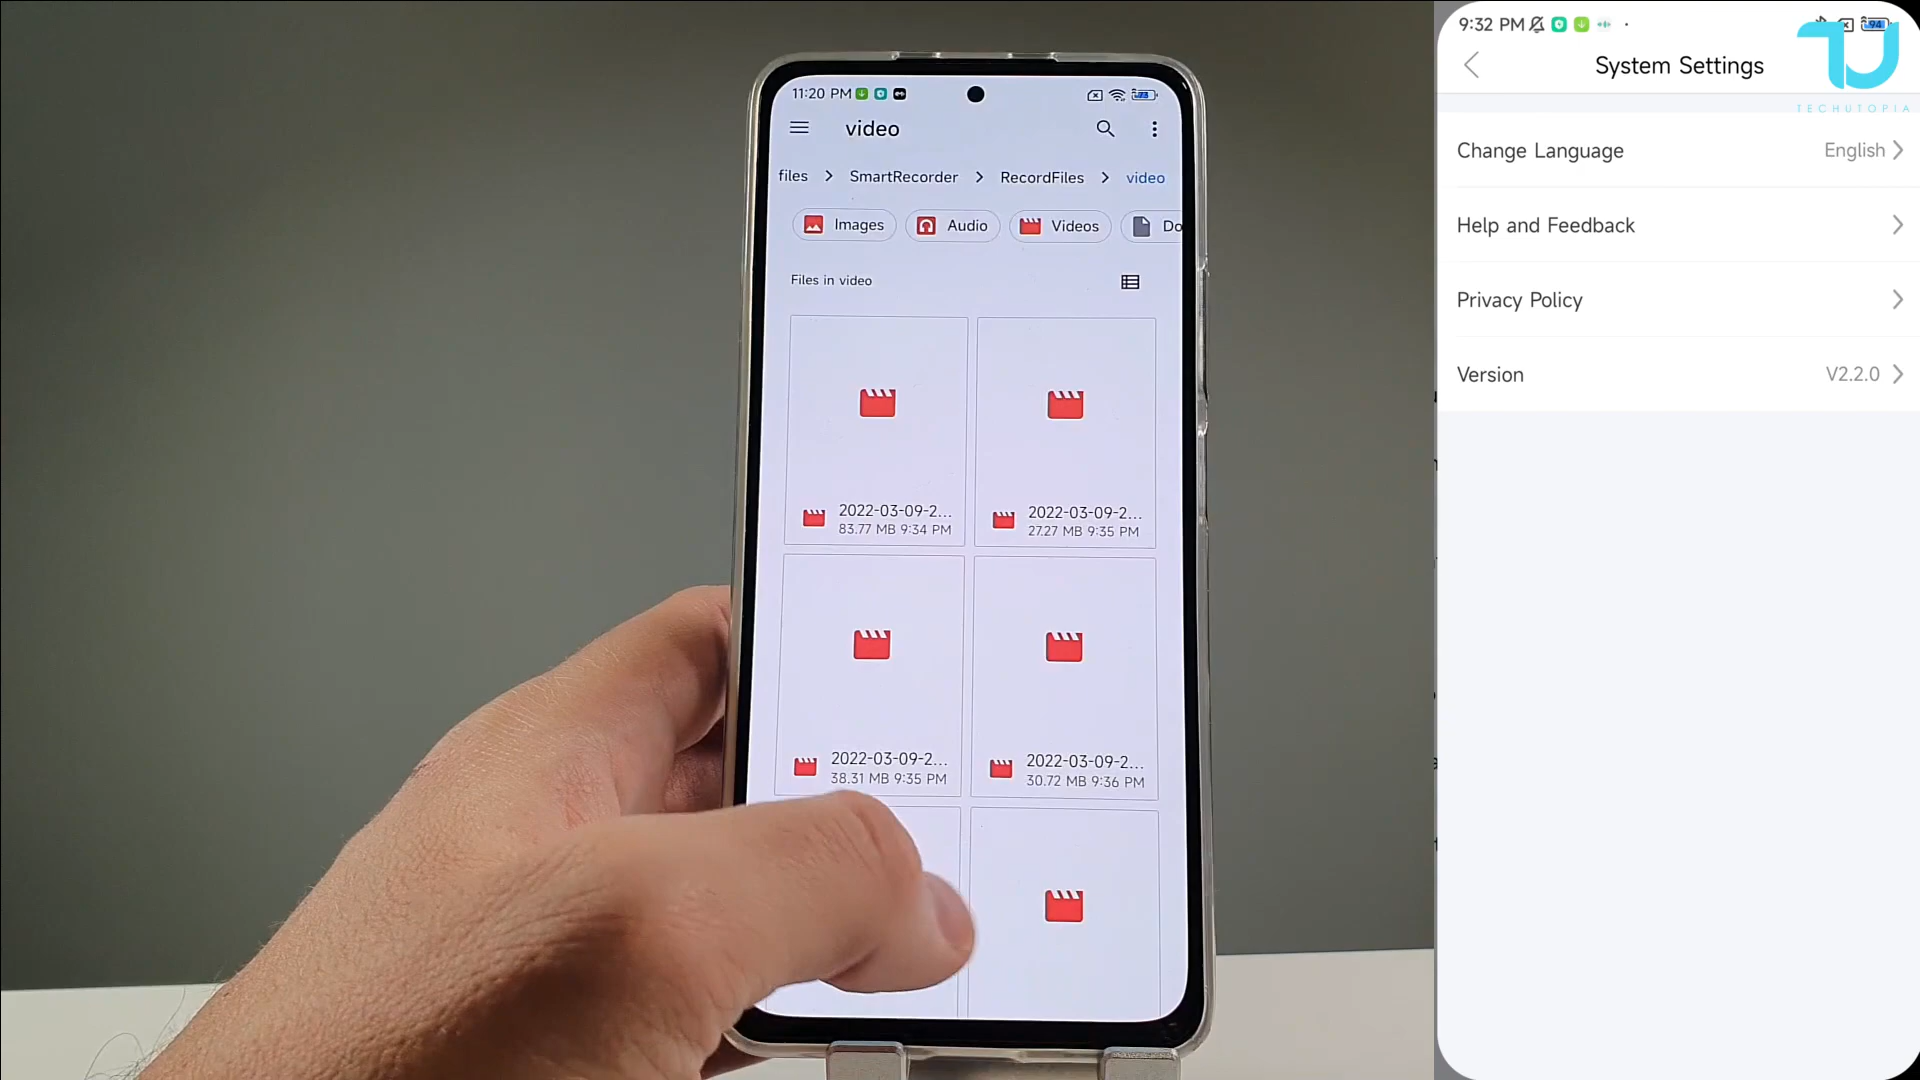 11:20 PM
video
files > SmartRecorder > RecordFiles > video
Images Audio Videos Do
Files in video
2022-03-09-2...
83.77 MB 9:34 PM
2022-03-09-2...
27.27 MB 9:35 PM
2022-03-09-2...
38.31 MB 9:35 PM
2022-03-09-2...
30.72 MB 9:36 PM
9:32 PM
94
System Settings
TECHUTOPIA
Change Language English
Help and Feedback
Privacy Policy
Version V2.2.0